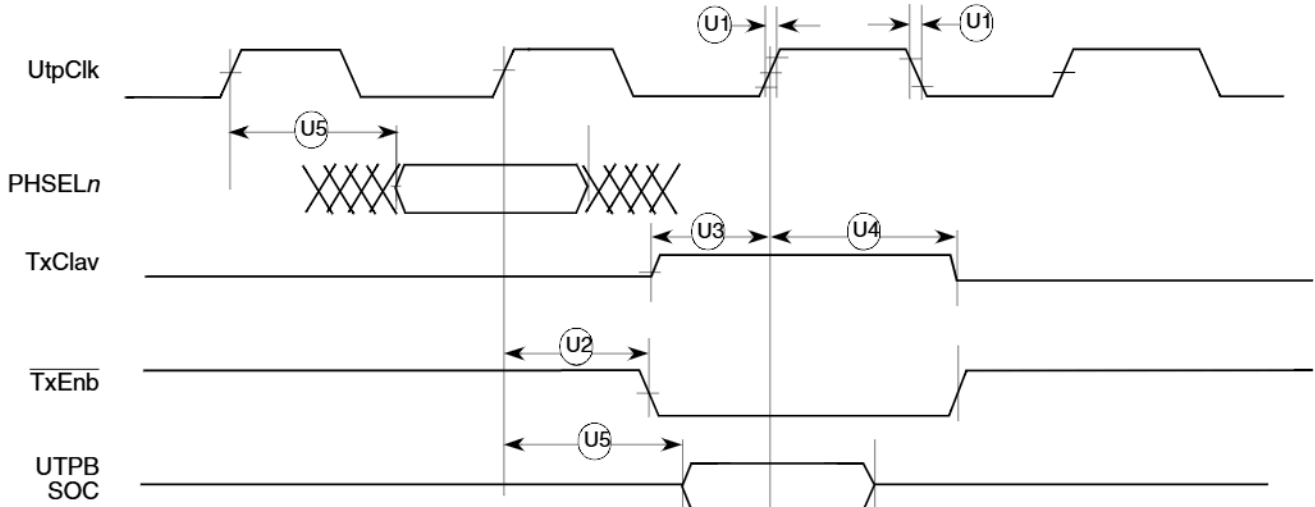 U1
U1
UtpClk
U5
PHSELn
U3
U4
TxClav
U2
TxEnb
U5
UTPB
SOC